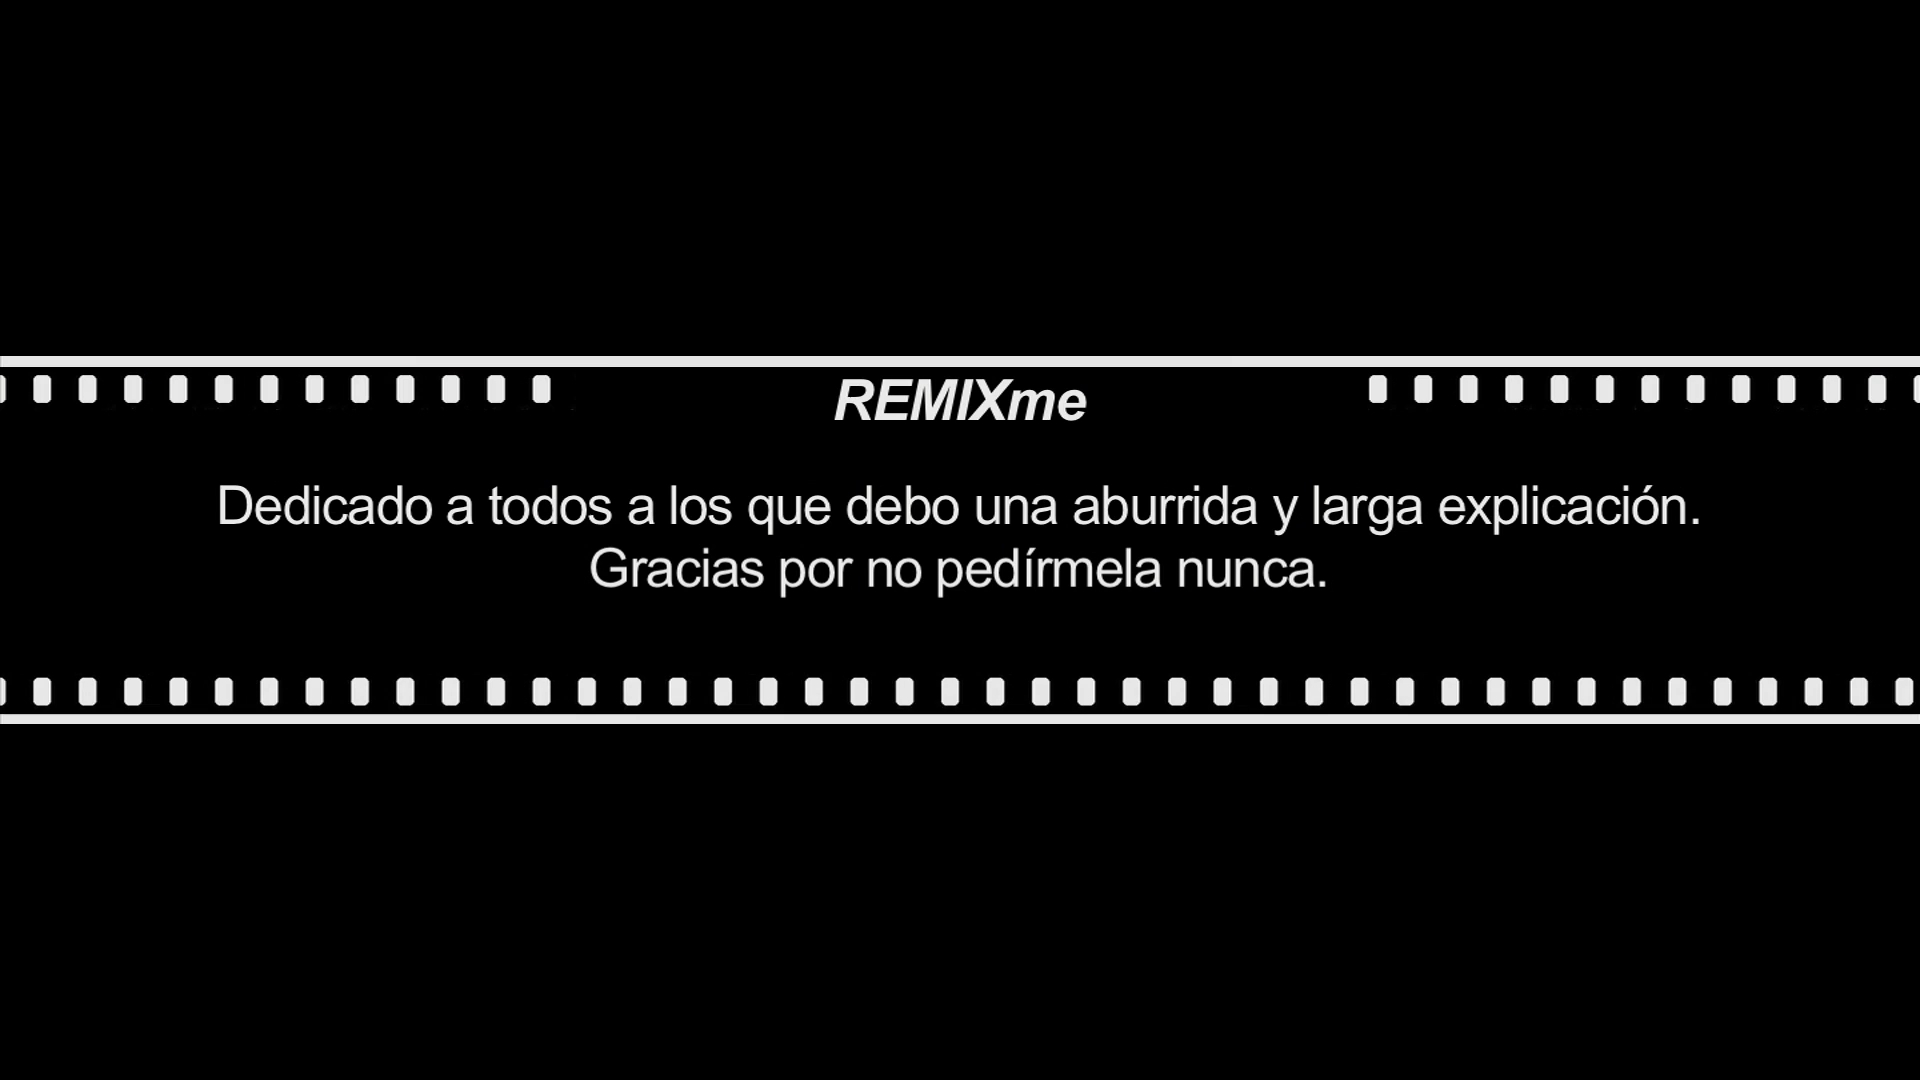 REMIXme
Dedicado a todos a los que debo una aburrida y larga explicación.
Gracias por no pedírmela nunca.